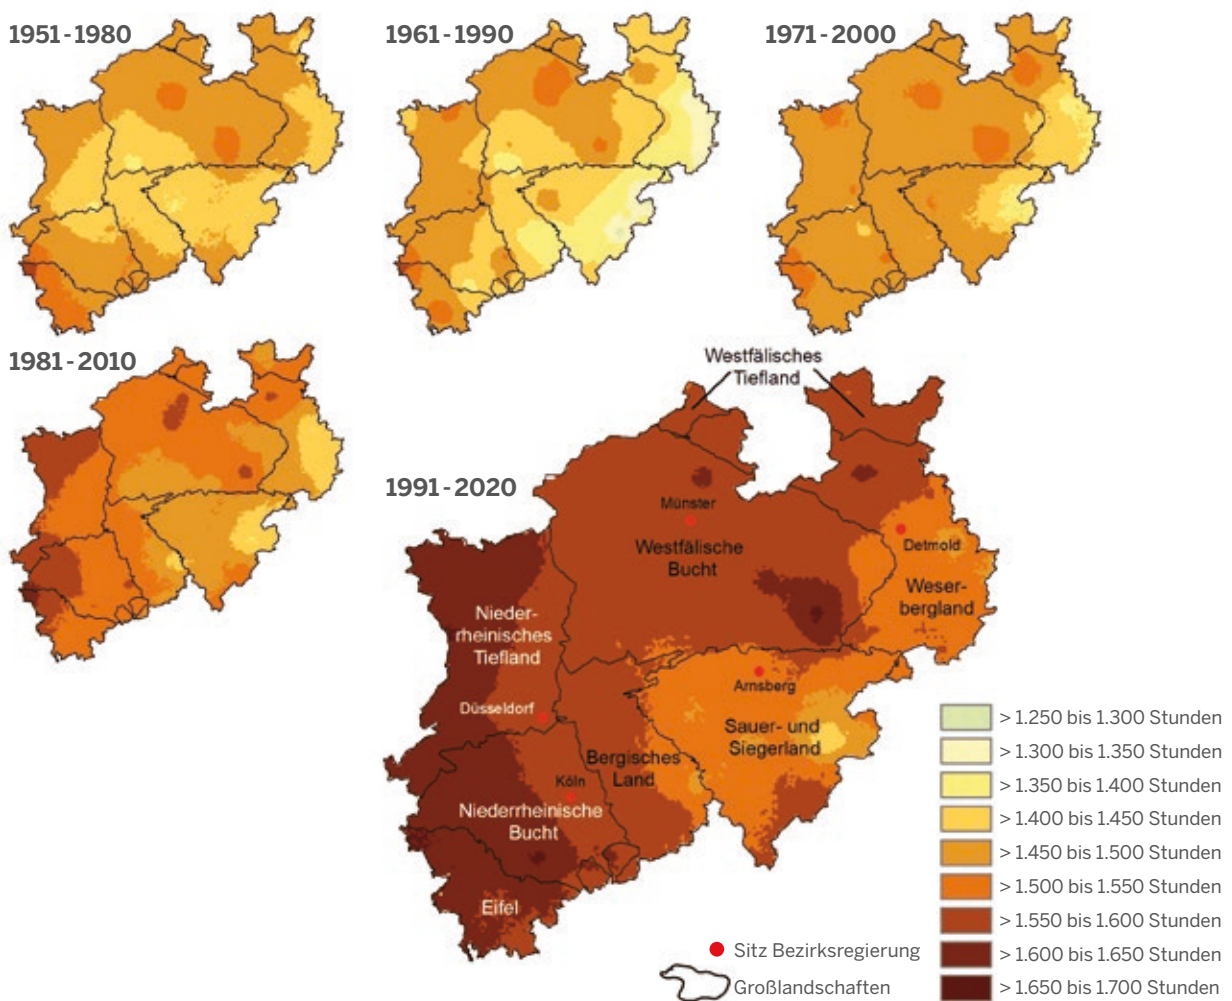 1951 - 1980
1961 - 1990
1971 - 2000
1981 - 2010
1991 - 2020
Westfälisches
Tiefland
Münster
Westfälische
Bucht
Detmold
Weser-
bergland
Nieder-
rheinisches
Tiefland
Düsseldorf
Arnsberg
Sauer- und
Siegerland
Bergisches
Land
Köln
Niederrheinische
Bucht
Eifel
> 1.250 bis 1.300 Stunden
> 1.300 bis 1.350 Stunden
> 1.350 bis 1.400 Stunden
> 1.400 bis 1.450 Stunden
> 1.450 bis 1.500 Stunden
> 1.500 bis 1.550 Stunden
> 1.550 bis 1.600 Stunden
> 1.600 bis 1.650 Stunden
> 1.650 bis 1.700 Stunden
Sitz Bezirksregierung
Großlandschaften